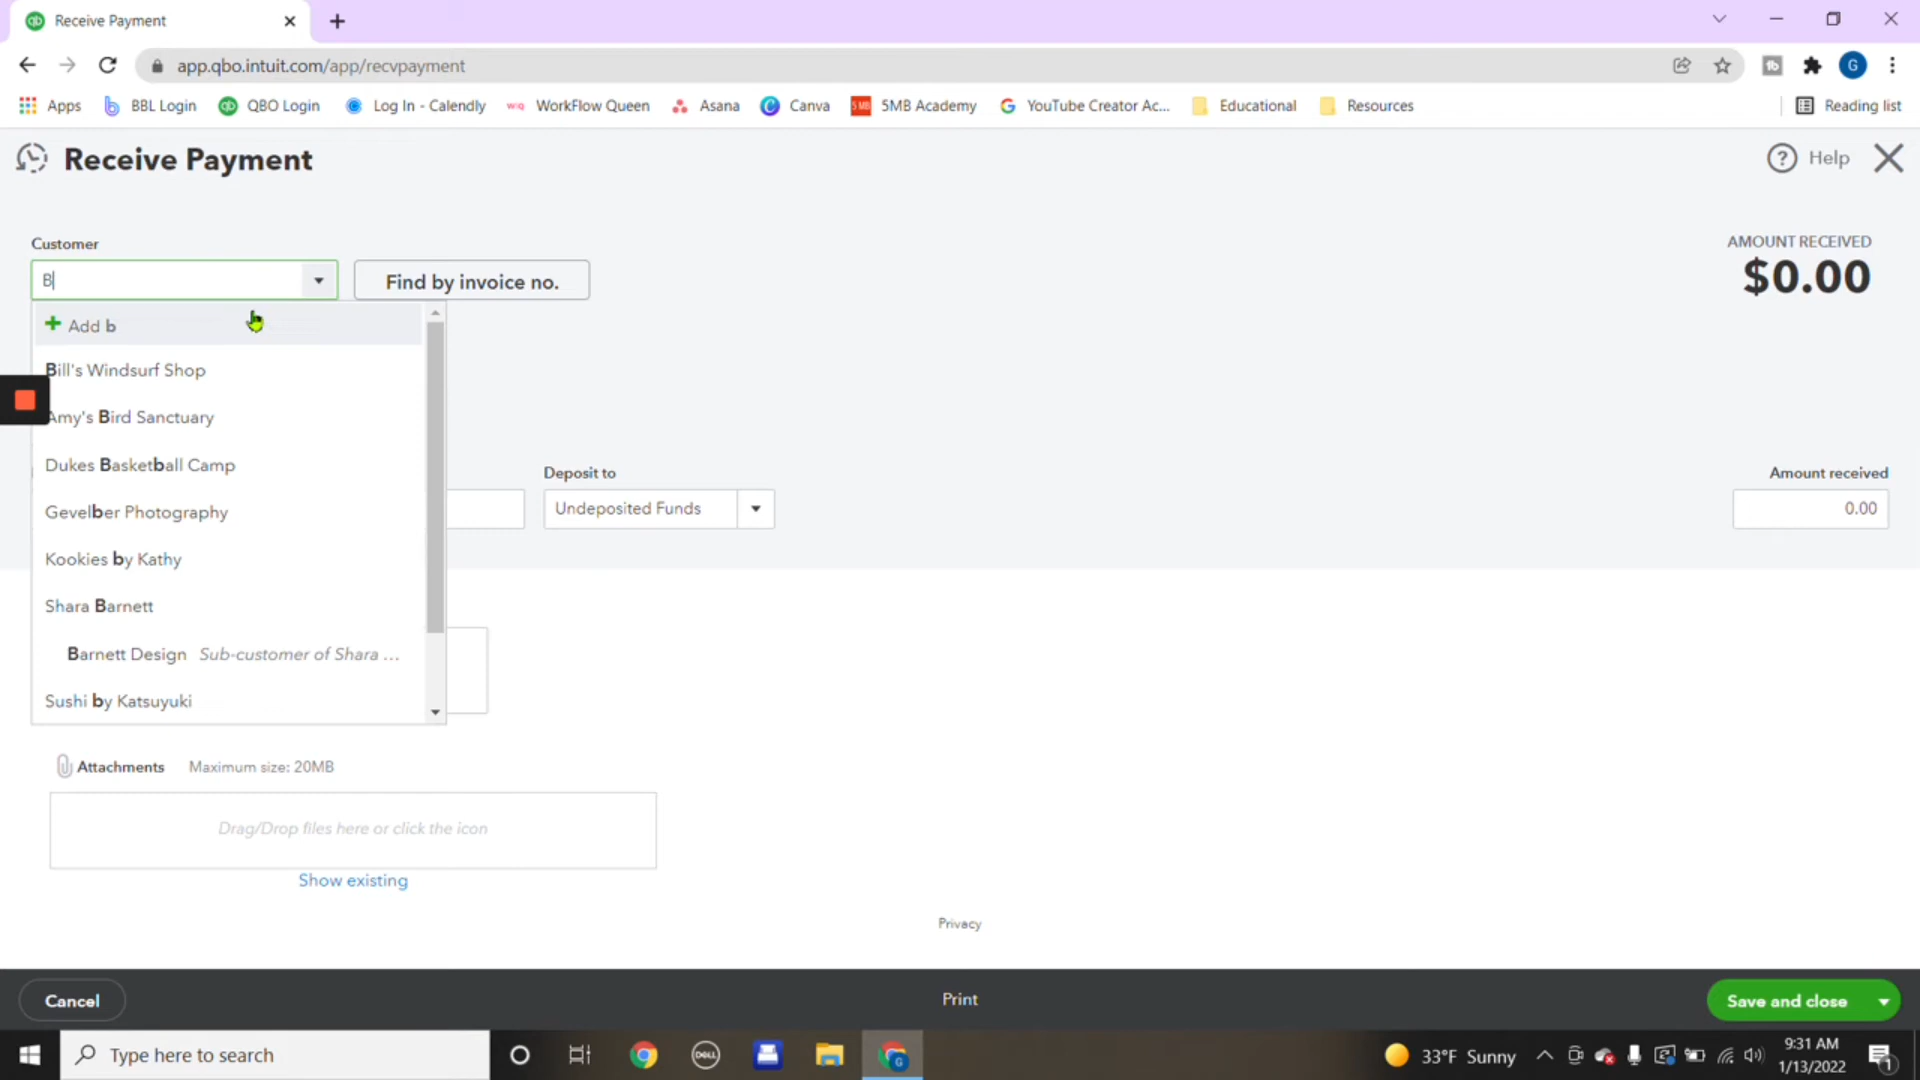 Receive Payment
app.qbo.intuit.com/app/recvpayment
G
Apps BBL Login QBO Login Log In - Calendly WorkFlow Queen Asana Canva 5MB Academy YouTube Creator Ac... Educational Resources Reading list
Receive Payment
Help
Customer
AMOUNT RECEIVED
B
Find by invoice no.
$0.00
+ Add b
Bill's Windsurf Shop
Amy's Bird Sanctuary
Dukes Basketball Camp
Deposit to
Amount received
Gevelber Photography
Undeposited Funds
0.00
Kookies by Kathy
Shara Barnett
Barnett Design Sub-customer of Shara ...
Sushi by Katsuyuki
Attachments Maximum size: 20MB
Drag/Drop files here or click the icon
Show existing
Privacy
Cancel
Print
Save and close
Type here to search
DELL
G
33°F Sunny
9:31 AM
1/13/2022
1